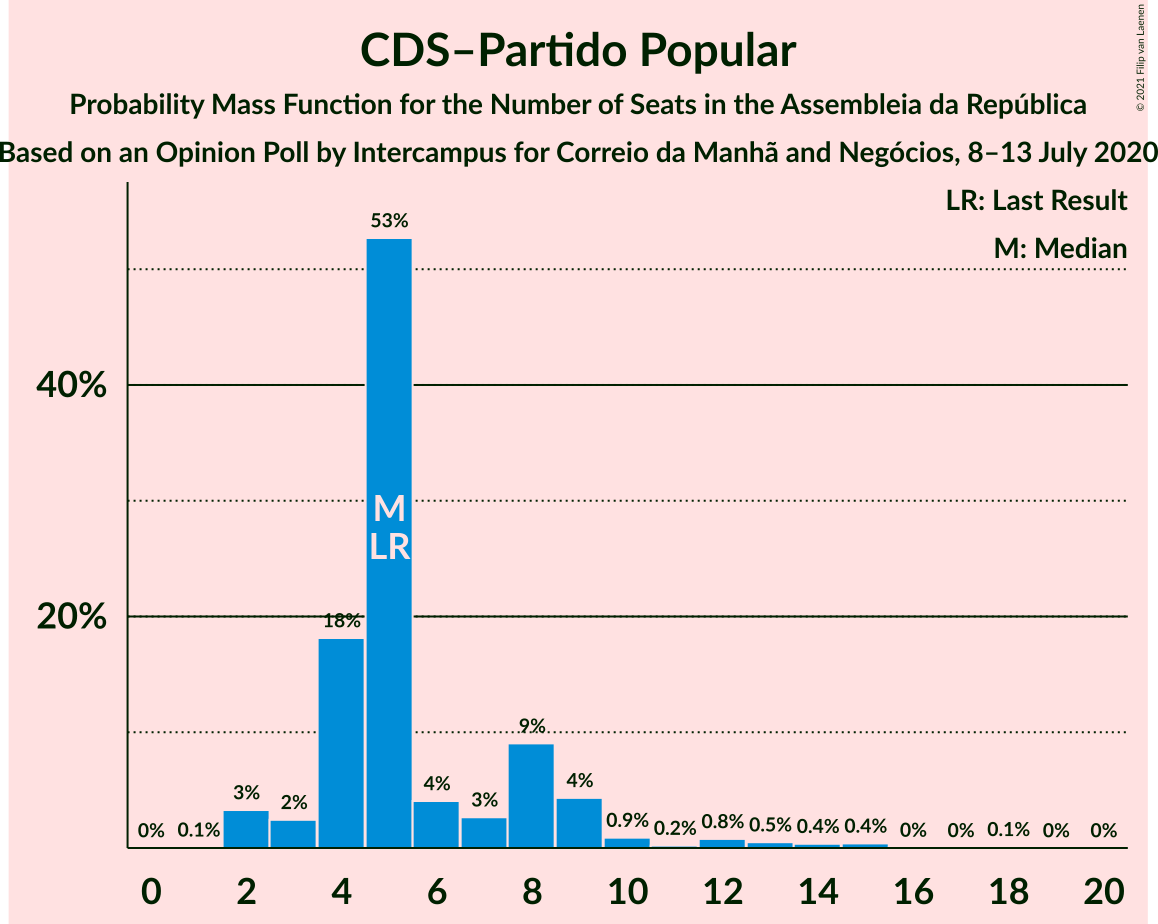 CDS–Partido Popular
Probability Mass Function for the Number of Seats in the Assembleia da República
Based on an Opinion Poll by Intercampus for Correio da Manhã and Negócios, 8–13 July 2020
© 2021 Filip van Laenen
LR: Last Result
M: Median
40%
20%
0%
0.1%
3%
2%
18%
53%
4%
3%
9%
4%
0.9%
0.2%
0.8%
0.5%
0.4%
0.4%
0%
0%
0.1%
0%
0%
M
LR
0 2 4 6 8 10 12 14 16 18 20